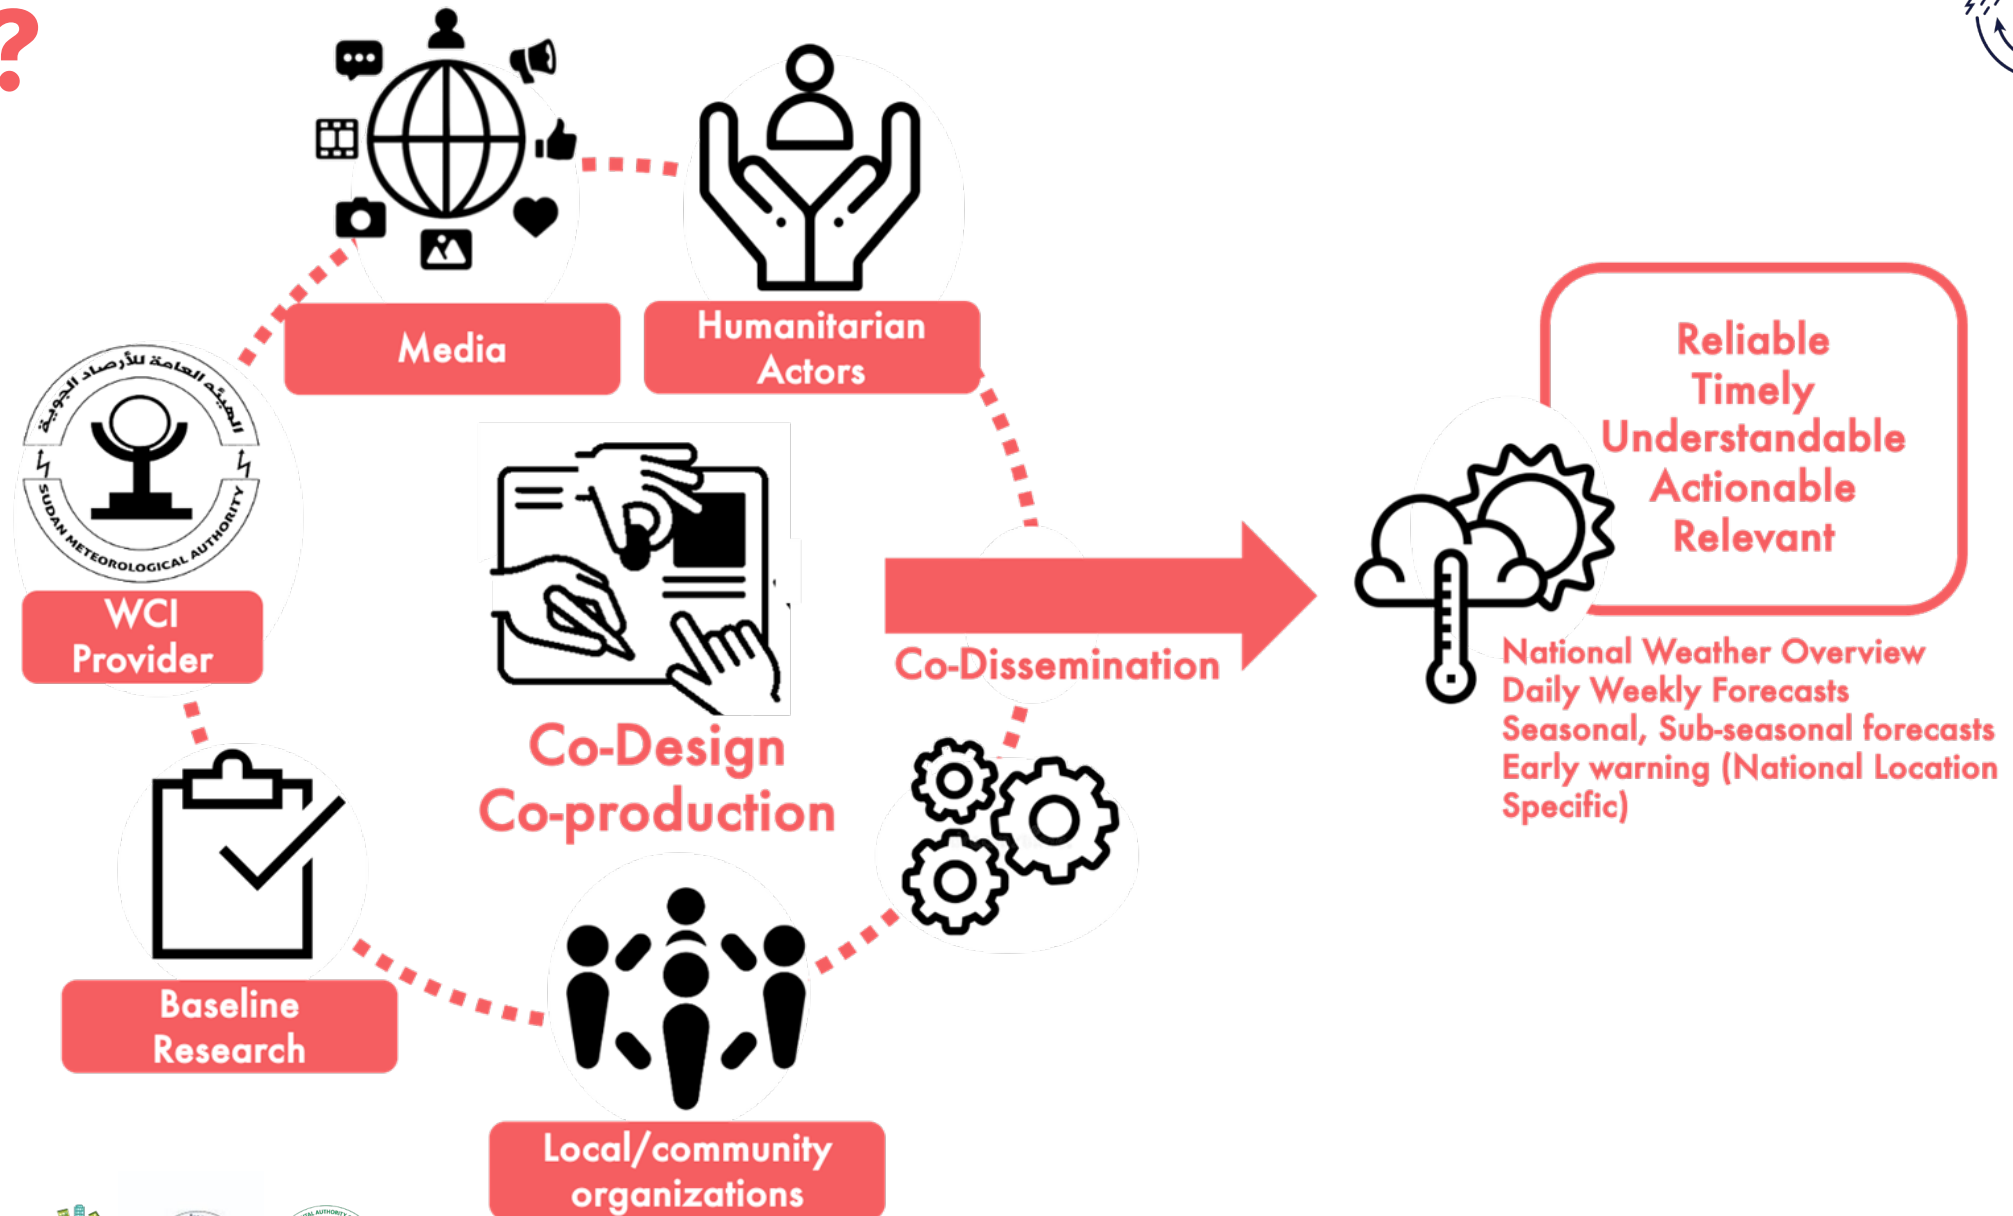 ?
Media
Humanitarian
Actors
الهيئة العامة للأرصاد الجوية
SUDAN METEOROLOGICAL AUTHORITY
WCI
Provider
Reliable
Timely
Understandable
Actionable
Relevant
Co-Dissemination
National Weather Overview
Daily Weekly Forecasts
Seasonal, Sub-seasonal forecasts
Early warning (National Location
Specific)
Co-Design
Co-production
Baseline
Research
Local/community
organizations
AUTHORITY